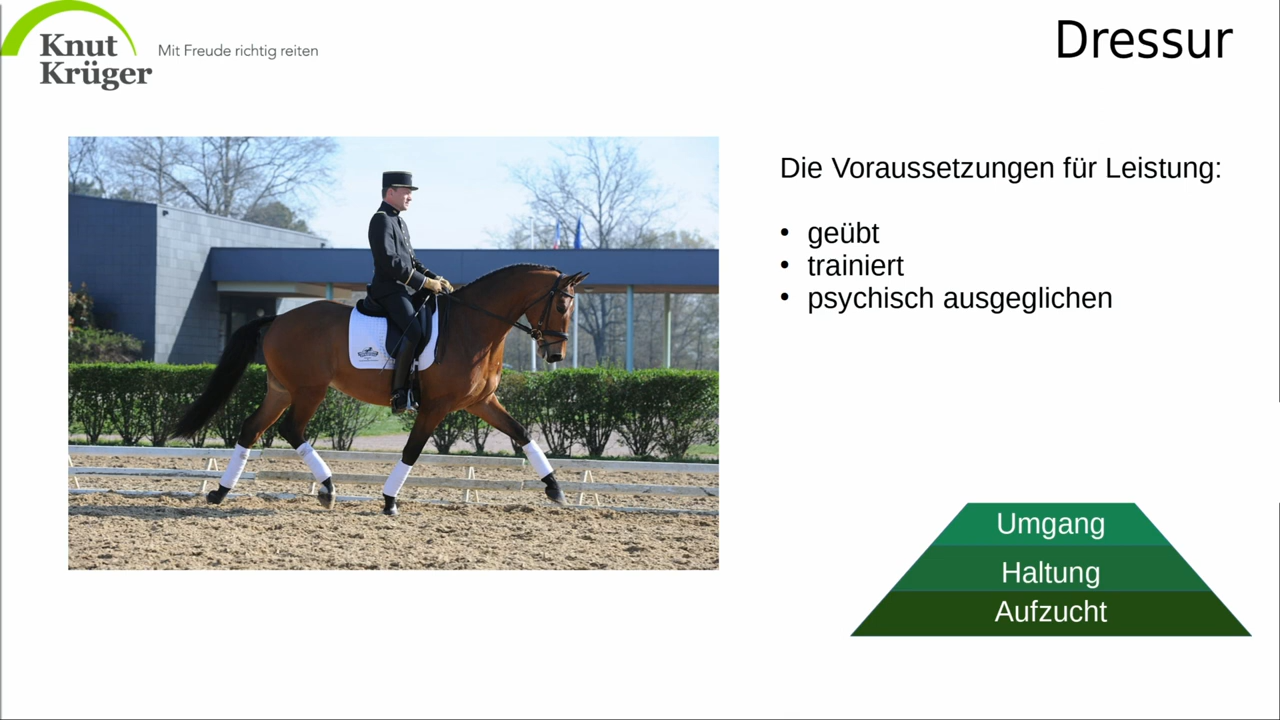 Knut
Krüger
Mit Freude richtig reiten
Dressur
Die Voraussetzungen für Leistung:
• geübt
• trainiert
• psychisch ausgeglichen
Umgang
Haltung
Aufzucht